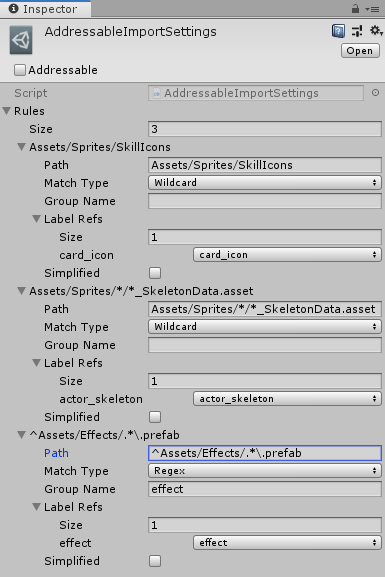 Inspector
AddressableImportSettings
Open
Addressable
Script AddressableImportSettings
Rules
Size 3
Assets/Sprites/SkillIcons
Path Assets/Sprites/SkillIcons
Match Type Wildcard
Group Name
Label Refs
Size 1
card_icon card_icon
Simplified
Assets/Sprites/*/*_SkeletonData.asset
Path Assets/Sprites/*/*_SkeletonData.asset
Match Type Wildcard
Group Name
Label Refs
Size 1
actor_skeleton actor_skeleton
Simplified
^Assets/Effects/.*\.prefab
Path ^Assets/Effects/.*\.prefab
Match Type Regex
Group Name effect
Label Refs
Size 1
effect effect
Simplified